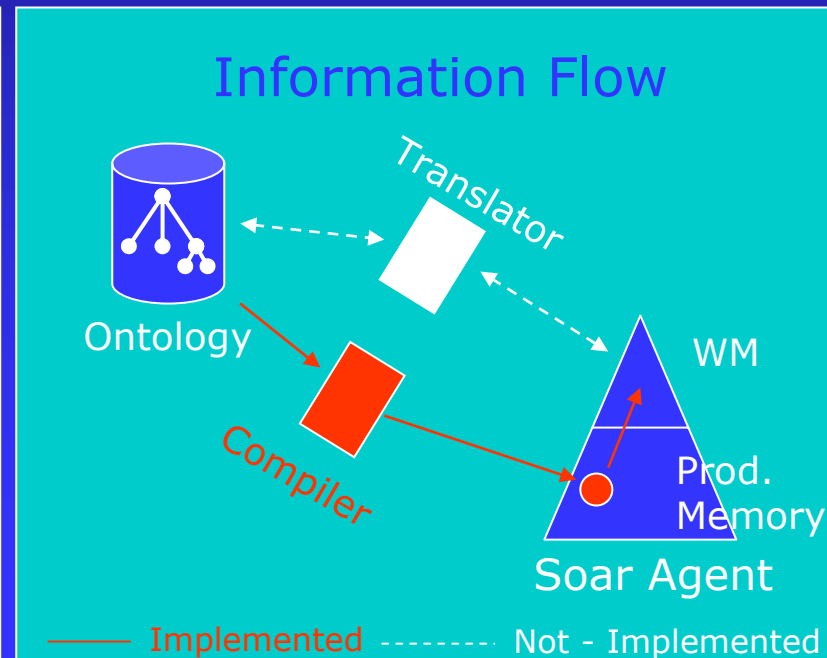 Information Flow
Translator
Ontology
WM
Compiler
Prod.
Memory
Soar Agent
Implemented
Not - Implemented